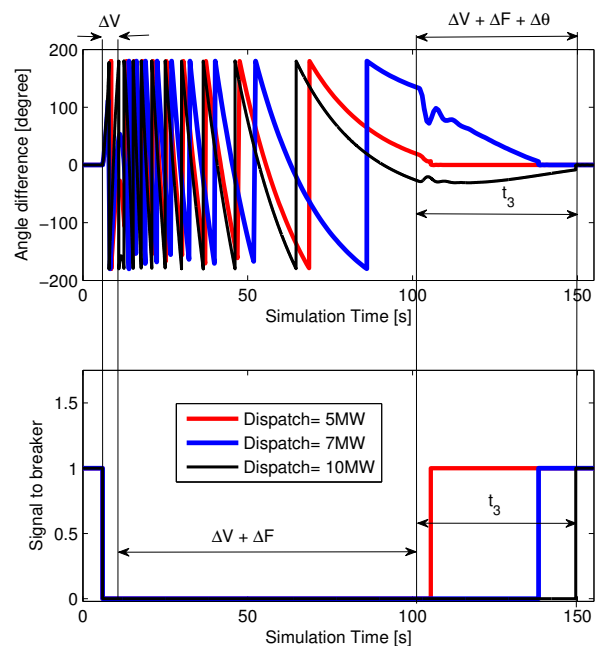 ΔV
ΔV + ΔF + Δθ
200
100
0
−100
−200
Angle difference [degree]
t3
0
50
100
150
Simulation Time [s]
1.5
1
0.5
0
Signal to breaker
Dispatch= 5MW
Dispatch= 7MW
Dispatch= 10MW
t3
ΔV + ΔF
0
50
100
150
Simulation Time [s]